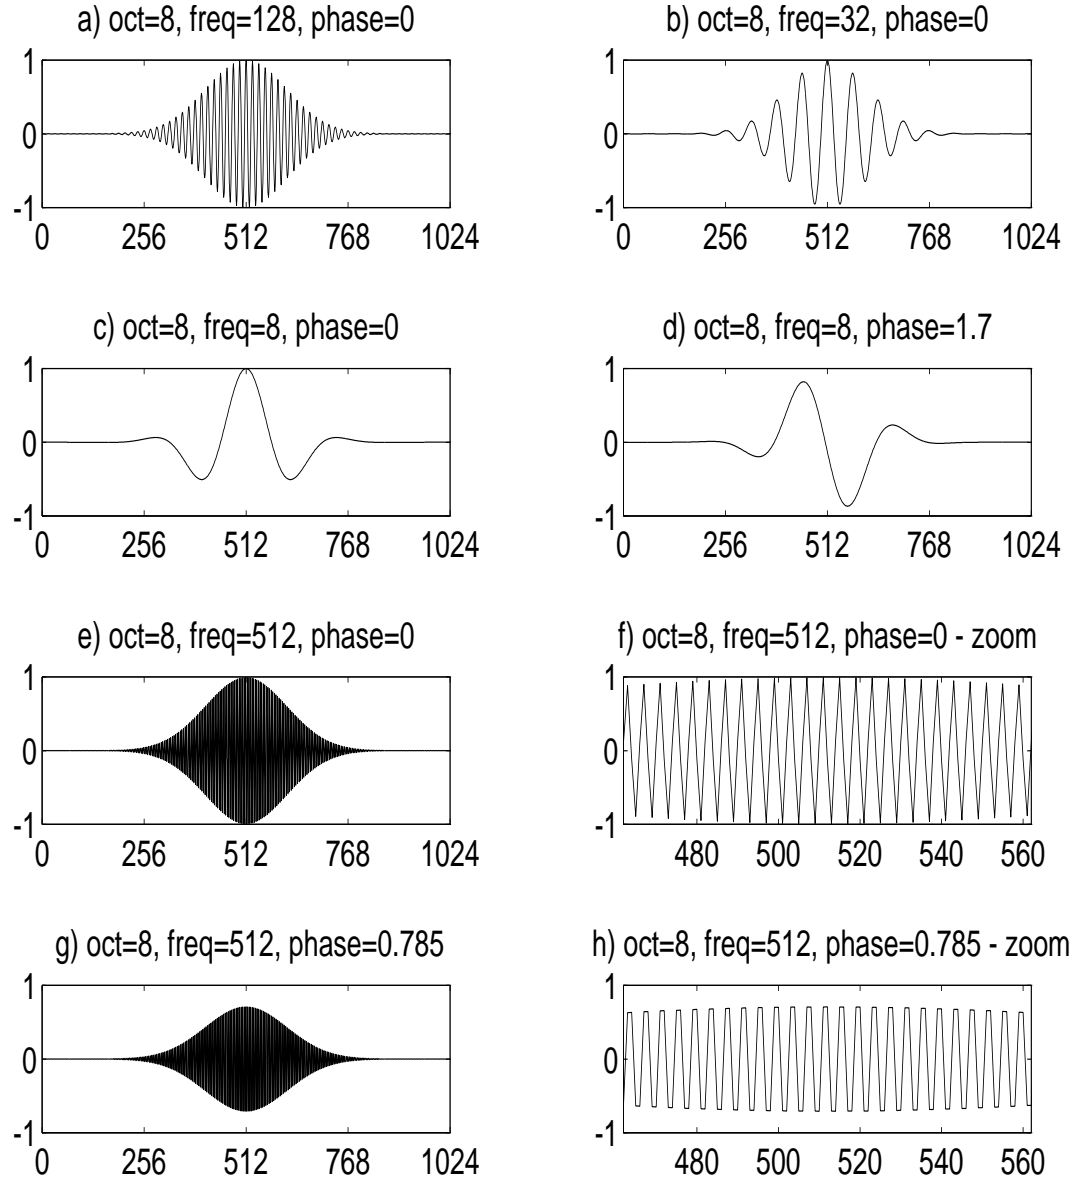 a) oct=8, freq=128, phase=0
1
0
-1
0 256 512 768 1024
b) oct=8, freq=32, phase=0
1
0
-1
0 256 512 768 1024
c) oct=8, freq=8, phase=0
1
0
-1
0 256 512 768 1024
d) oct=8, freq=8, phase=1.7
1
0
-1
0 256 512 768 1024
e) oct=8, freq=512, phase=0
1
0
-1
0 256 512 768 1024
f) oct=8, freq=512, phase=0 - zoom
1
0
-1
480 500 520 540 560
g) oct=8, freq=512, phase=0.785
1
0
-1
0 256 512 768 1024
h) oct=8, freq=512, phase=0.785 - zoom
1
0
-1
480 500 520 540 560